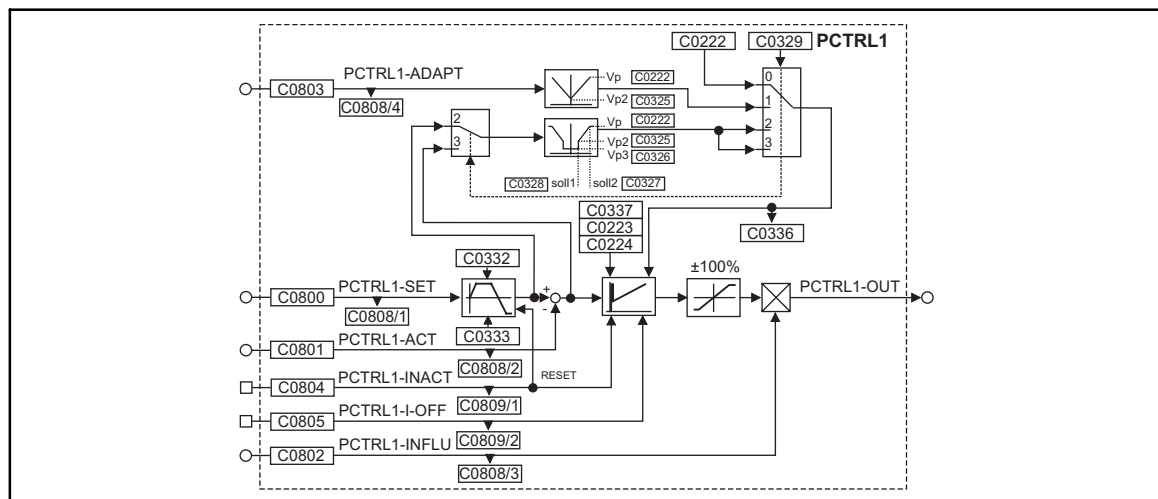 C0222 C0329 PCTRL1
PCTRL1-ADAPT
C0803
C0808/4
Vp C0222
Vp2 C0325
0
1
2
3
2
3
Vp C0222
Vp2 C0325
Vp3 C0326
C0328 soll1 soll2 C0327
C0337
C0223
C0224
C0336
C0332
±100%
PCTRL1-SET
C0800
C0808/1
+
-
PCTRL1-OUT
C0333
PCTRL1-ACT
C0801
C0808/2
RESET
PCTRL1-INACT
C0804
C0809/1
PCTRL1-I-OFF
C0805
C0809/2
PCTRL1-INFLU
C0802
C0808/3